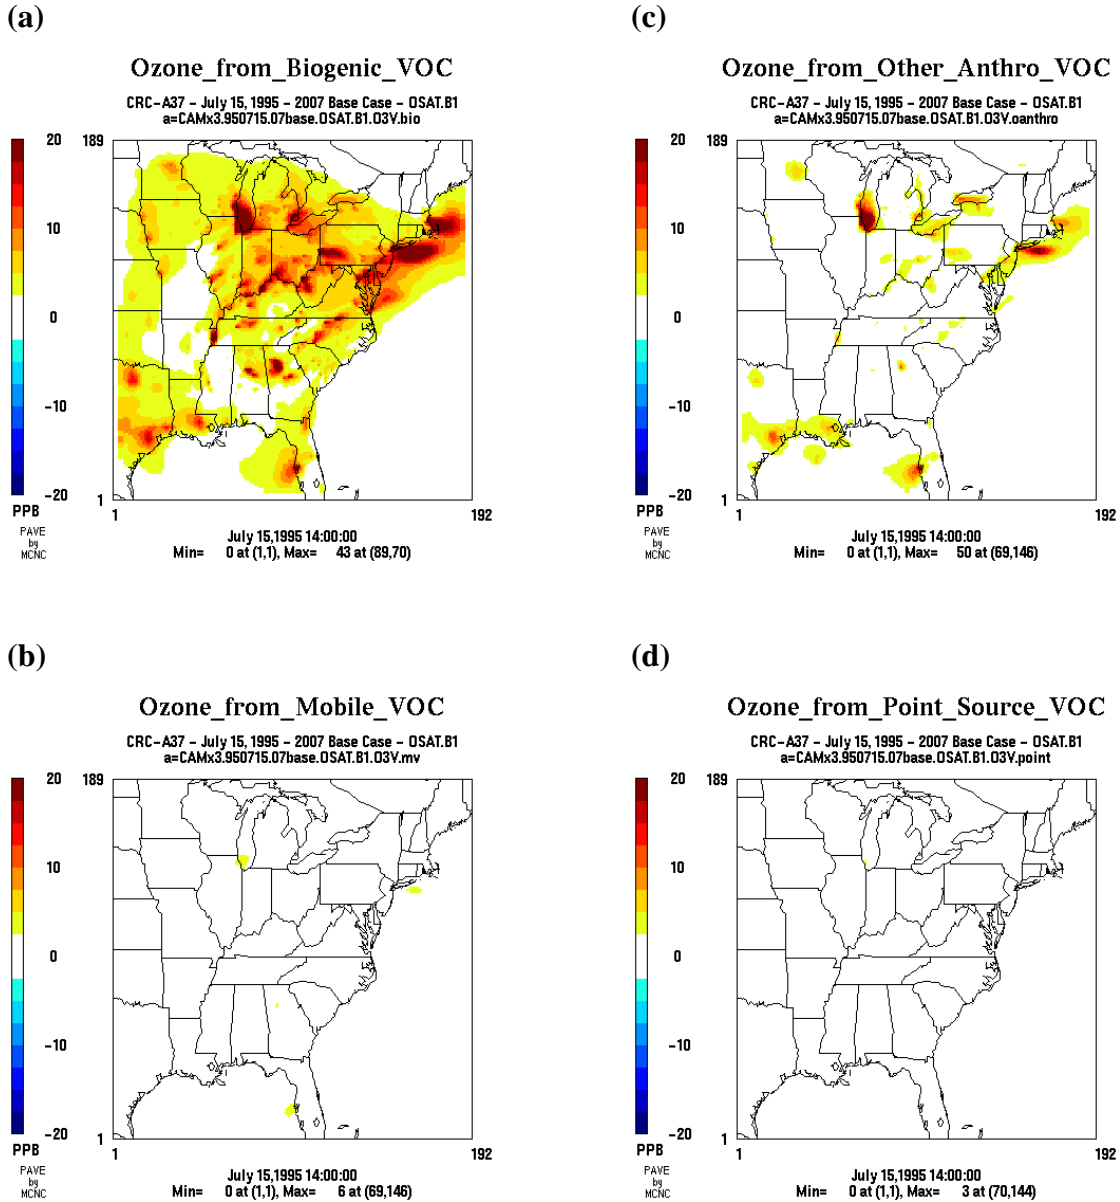 (a)
Ozone_from_Biogenic_VOC
CRC-A37 - July 15, 1995 - 2007 Base Case - OSAT.B1
a=CAMx3.950715.07base.OSAT.B1.O3V.bio
20
10
0
-10
-20
PPB
PAVE
by
MCNC
189
1
1
192
July 15,1995 14:00:00
Min= 0 at (1,1), Max= 43 at (89,70)
(c)
Ozone_from_Other_Anthro_VOC
CRC-A37 - July 15, 1995 - 2007 Base Case - OSAT.B1
a=CAMx3.950715.07base.OSAT.B1.O3V.oanthro
20
10
0
-10
-20
PPB
PAVE
by
MCNC
189
1
1
192
July 15,1995 14:00:00
Min= 0 at (1,1), Max= 50 at (69,146)
(b)
Ozone_from_Mobile_VOC
CRC-A37 - July 15, 1995 - 2007 Base Case - OSAT.B1
a=CAMx3.950715.07base.OSAT.B1.O3V.mv
20
10
0
-10
-20
PPB
PAVE
by
MCNC
189
1
1
192
July 15,1995 14:00:00
Min= 0 at (1,1), Max= 6 at (69,146)
(d)
Ozone_from_Point_Source_VOC
CRC-A37 - July 15, 1995 - 2007 Base Case - OSAT.B1
a=CAMx3.950715.07base.OSAT.B1.O3V.point
20
10
0
-10
-20
PPB
PAVE
by
MCNC
189
1
1
192
July 15,1995 14:00:00
Min= 0 at (1,1), Max= 3 at (70,144)